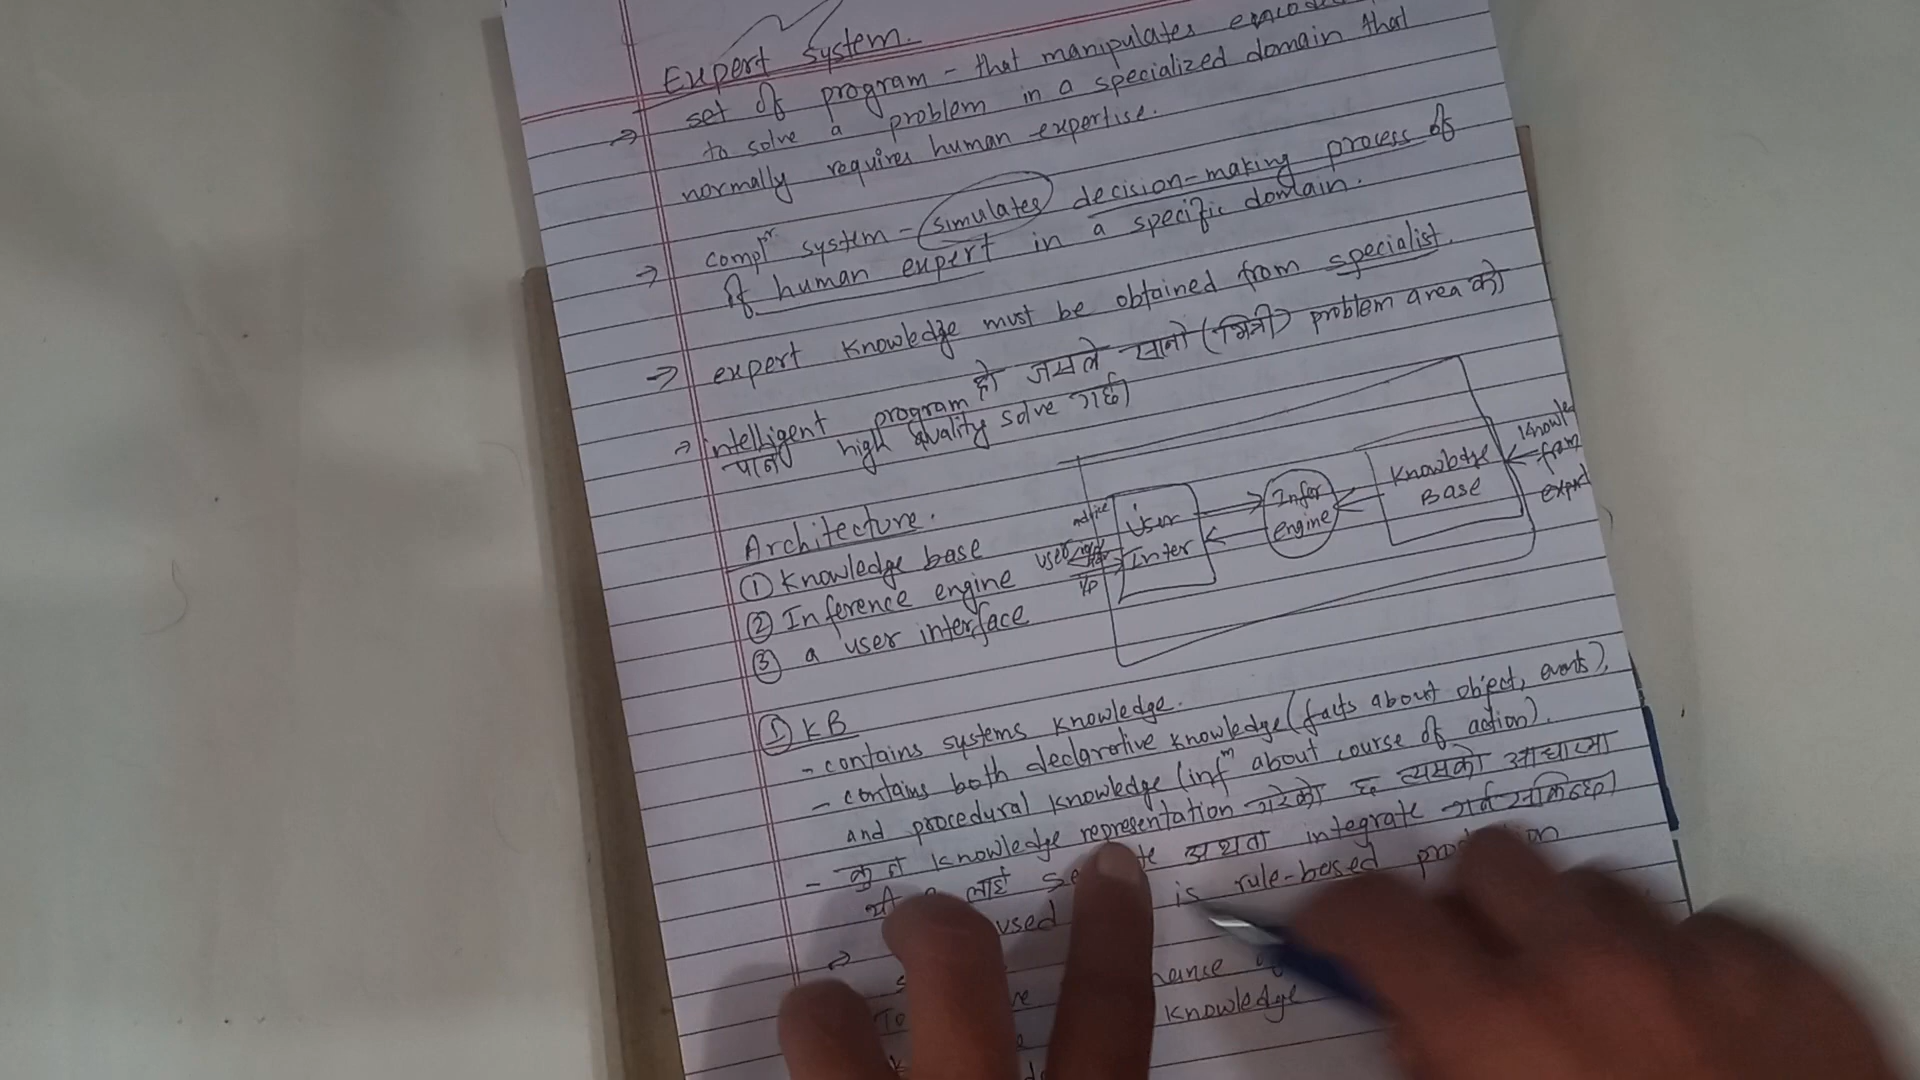 Expert System.
→ set of program - that manipulates
to solve a problem in a specialized domain that
normally requires human expertise.
→ compʳ system - simulates decision-making process of
of human expert in a specific domain.
→ expert knowledge must be obtained from specialist.
→ intelligent program हो जसले सानो (भित्री) problem area को
high quality solve गर्छ।
Architecture.
① Knowledge base
② Inference engine
③ a user interface
advice
user
I/p
User
Inter
Infer
engine
Knowledge
Base
from
expert
① KB
- contains systems knowledge.
- contains both declarative knowledge (facts about object, events),
and procedural knowledge (infⁿ about course of action).
- कुन knowledge representation गरेको छ त्यसको आधारमा
लाई अथवा integrate गर्न सकिन्छ।
→ used is rule-based
knowledge